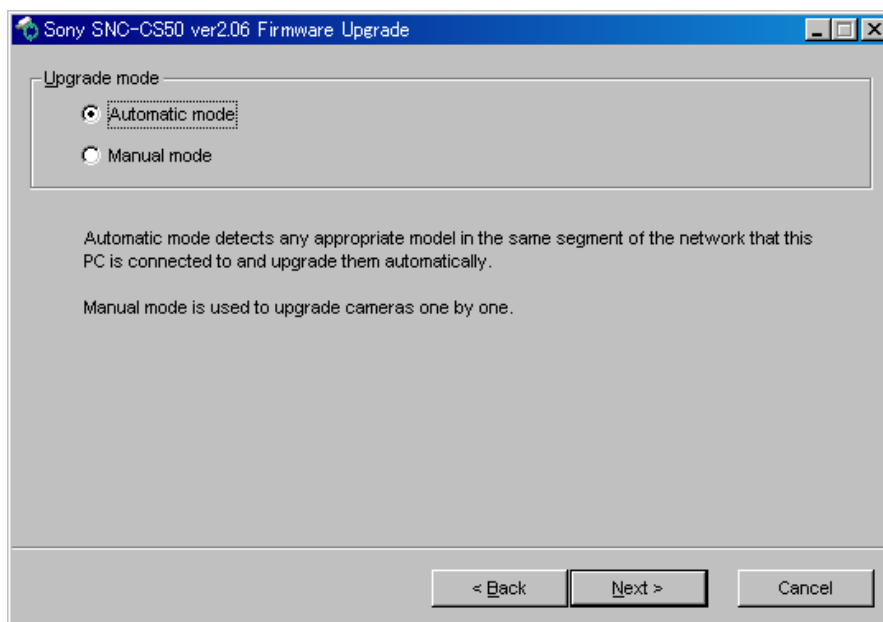 Sony SNC-CS50 ver2.06 Firmware Upgrade
Upgrade mode
Automatic mode
Manual mode
Automatic mode detects any appropriate model in the same segment of the network that this
PC is connected to and upgrade them automatically.
Manual mode is used to upgrade cameras one by one.
< Back
Next >
Cancel